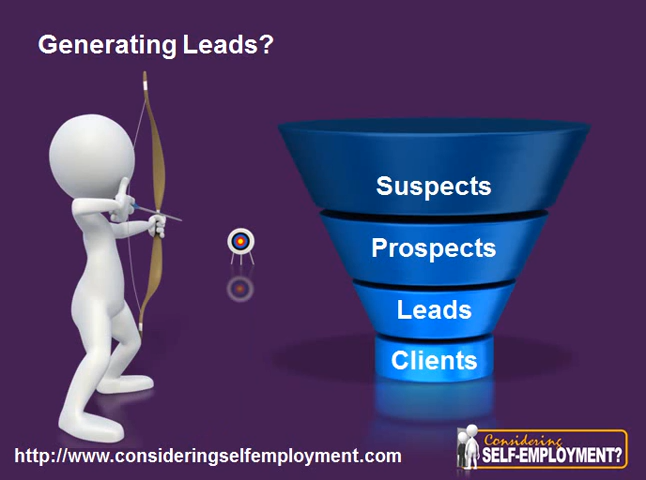 Generating Leads?
Suspects
Prospects
Leads
Clients
http://www.consideringselfemployment.com
Considering
SELF-EMPLOYMENT?